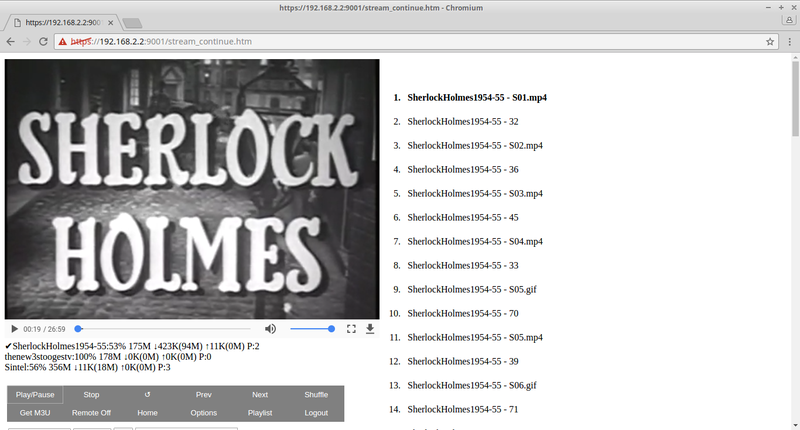 https://192.168.2.2:9001/stream_continue.htm - Chromium
https://192.168.2.2:900
https://192.168.2.2:9001/stream_continue.htm
SHERLOCK
HOLMES
00:19 / 26:59
✔SherlockHolmes1954-55:53% 175M ↓423K(94M) ↑11K(0M) P:2
thenew3stoogestv:100% 178M ↓0K(0M) ↑0K(0M) P:0
Sintel:56% 356M ↓11K(18M) ↑0K(0M) P:3
Play/Pause Stop ↺ Prev Next Shuffle
Get M3U Remote Off Home Options Playlist Logout
1. SherlockHolmes1954-55 - S01.mp4
2. SherlockHolmes1954-55 - 32
3. SherlockHolmes1954-55 - S02.mp4
4. SherlockHolmes1954-55 - 36
5. SherlockHolmes1954-55 - S03.mp4
6. SherlockHolmes1954-55 - 45
7. SherlockHolmes1954-55 - S04.mp4
8. SherlockHolmes1954-55 - 33
9. SherlockHolmes1954-55 - S05.gif
10. SherlockHolmes1954-55 - 70
11. SherlockHolmes1954-55 - S05.mp4
12. SherlockHolmes1954-55 - 39
13. SherlockHolmes1954-55 - S06.gif
14. SherlockHolmes1954-55 - 71